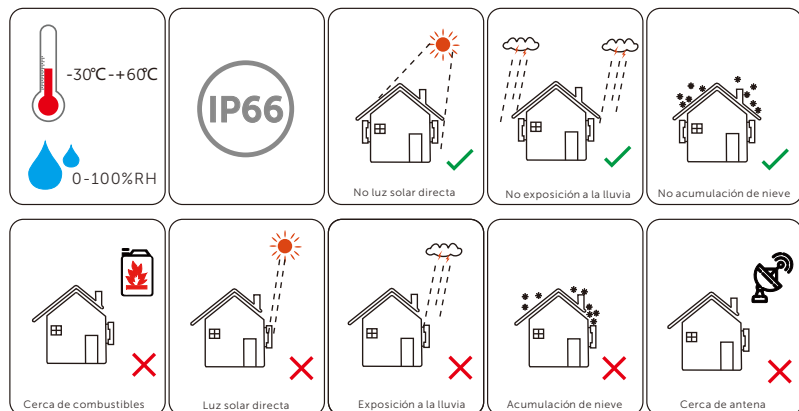 -30℃-+60℃
0-100%RH
IP66
No luz solar directa
No exposición a la lluvia
No acumulación de nieve
Cerca de combustibles
Luz solar directa
Exposición a la lluvia
Acumulación de nieve
Cerca de antena